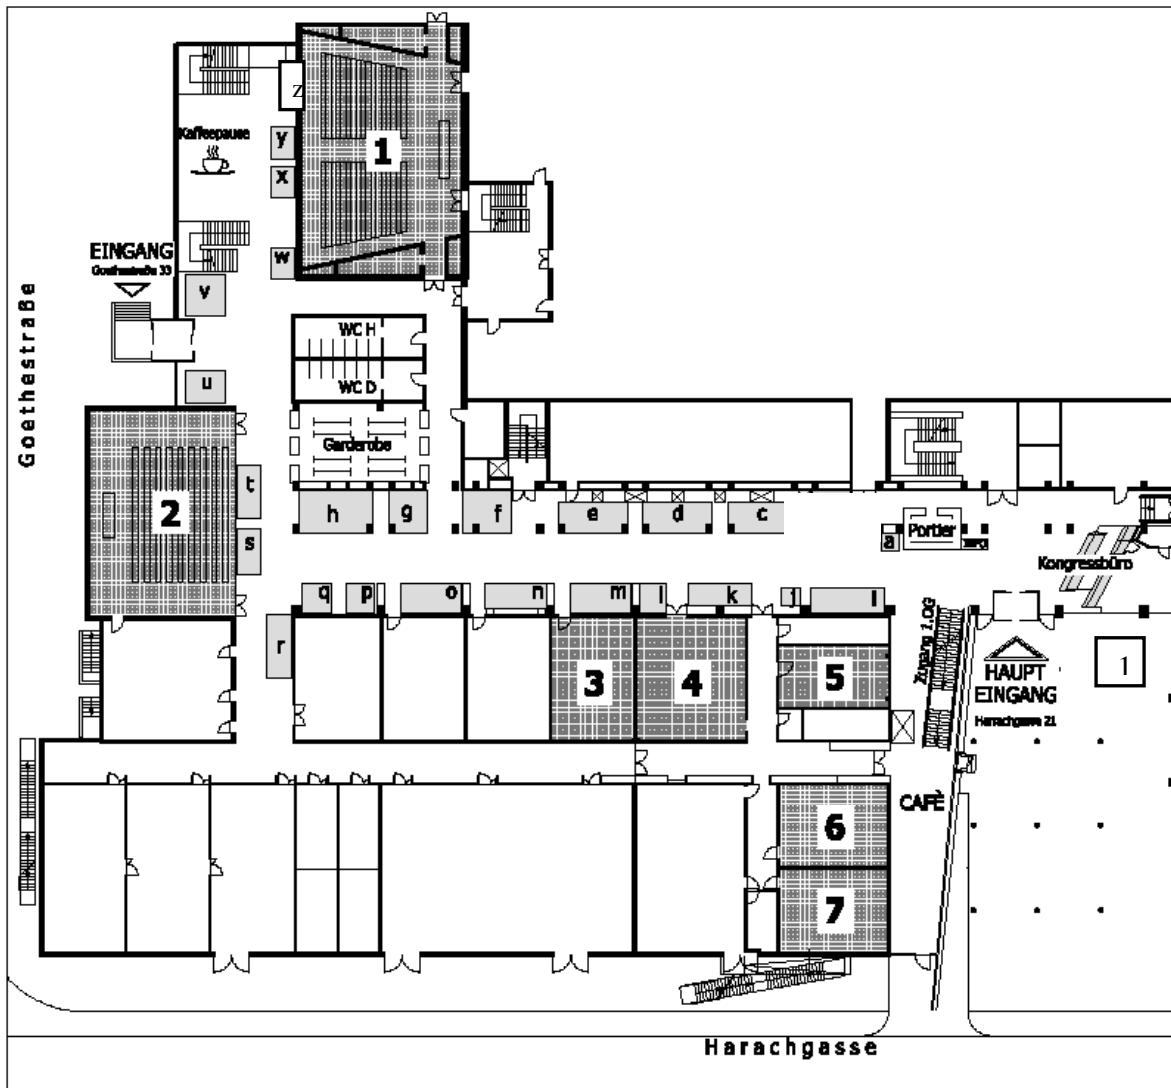 z
Kaffeepause
y
1
x
w
EINGANG
Goethestraße 33
v
Goethestraße
WC H
u
WC D
Garderobe
t
2
h
g
f
e
d
c
s
a
Portier
Kongressbüro
q
p
o
n
m
l
k
j
i
r
3
4
5
Zugang 1.OG
HAUPT
EINGANG
Harachgasse 21
1
CAFÈ
6
7
Harachgasse